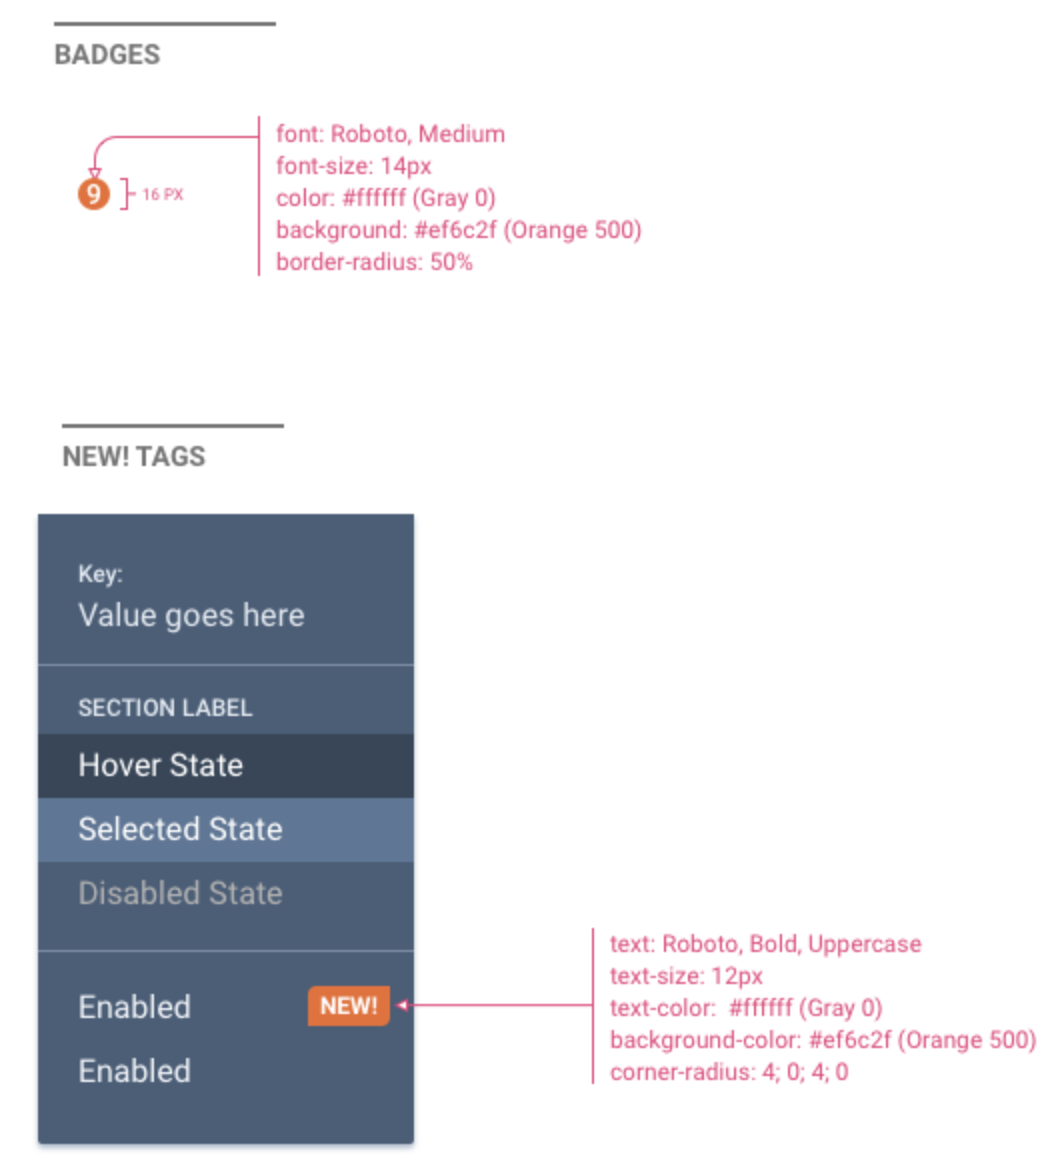 BADGES
font: Roboto, Medium
font-size: 14px
color: #ffffff (Gray 0)
9
16 PX
background: #ef6c2f (Orange 500)
border-radius: 50%
NEW! TAGS
Key:
Value goes here
SECTION LABEL
Hover State
Selected State
Disabled State
Enabled
NEW!
Enabled
text: Roboto, Bold, Uppercase
text-size: 12px
text-color:  #ffffff (Gray 0)
background-color: #ef6c2f (Orange 500)
corner-radius: 4; 0; 4; 0